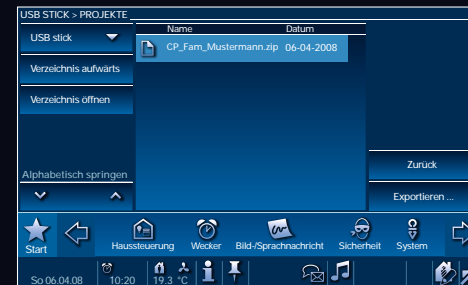 USB STICK > PROJEKTE
Name Datum
USB stick
CP_Fam_Mustermann.zip 06-04-2008
Verzeichnis aufwärts
Verzeichnis öffnen
Zurück
Alphabetisch springen
Exportieren ...
Start Haussteuerung Wecker Bild-/Sprachnachricht Sicherheit System
So 06.04.08 10:20 19.3 °C